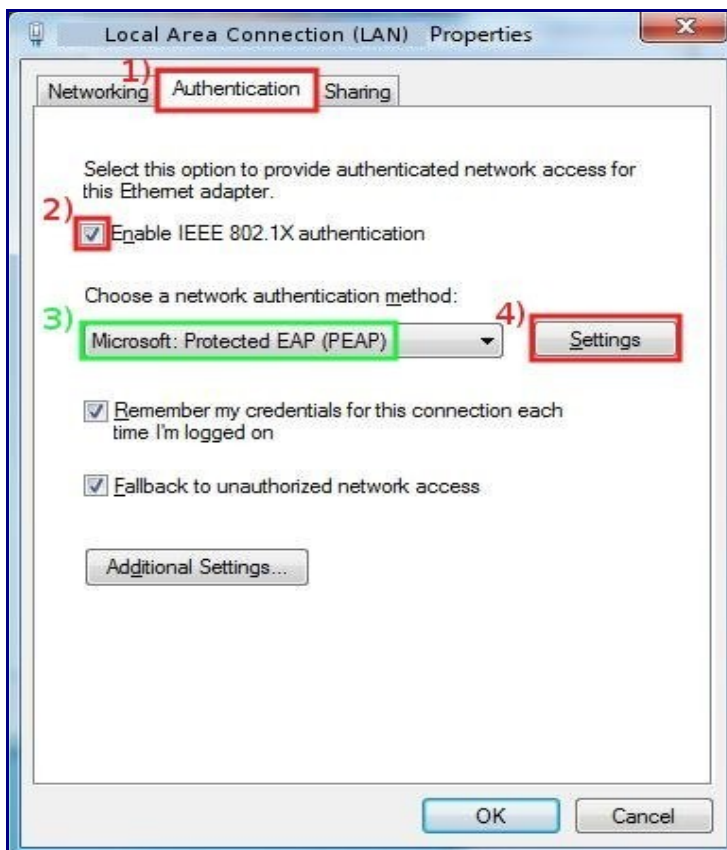 Local Area Connection (LAN) Properties
1)
Networking Authentication Sharing
Select this option to provide authenticated network access for
this Ethernet adapter.
2)
Enable IEEE 802.1X authentication
Choose a network authentication method:
3) Microsoft: Protected EAP (PEAP)
4) Settings
Remember my credentials for this connection each
time I'm logged on
Fallback to unauthorized network access
Additional Settings...
OK Cancel